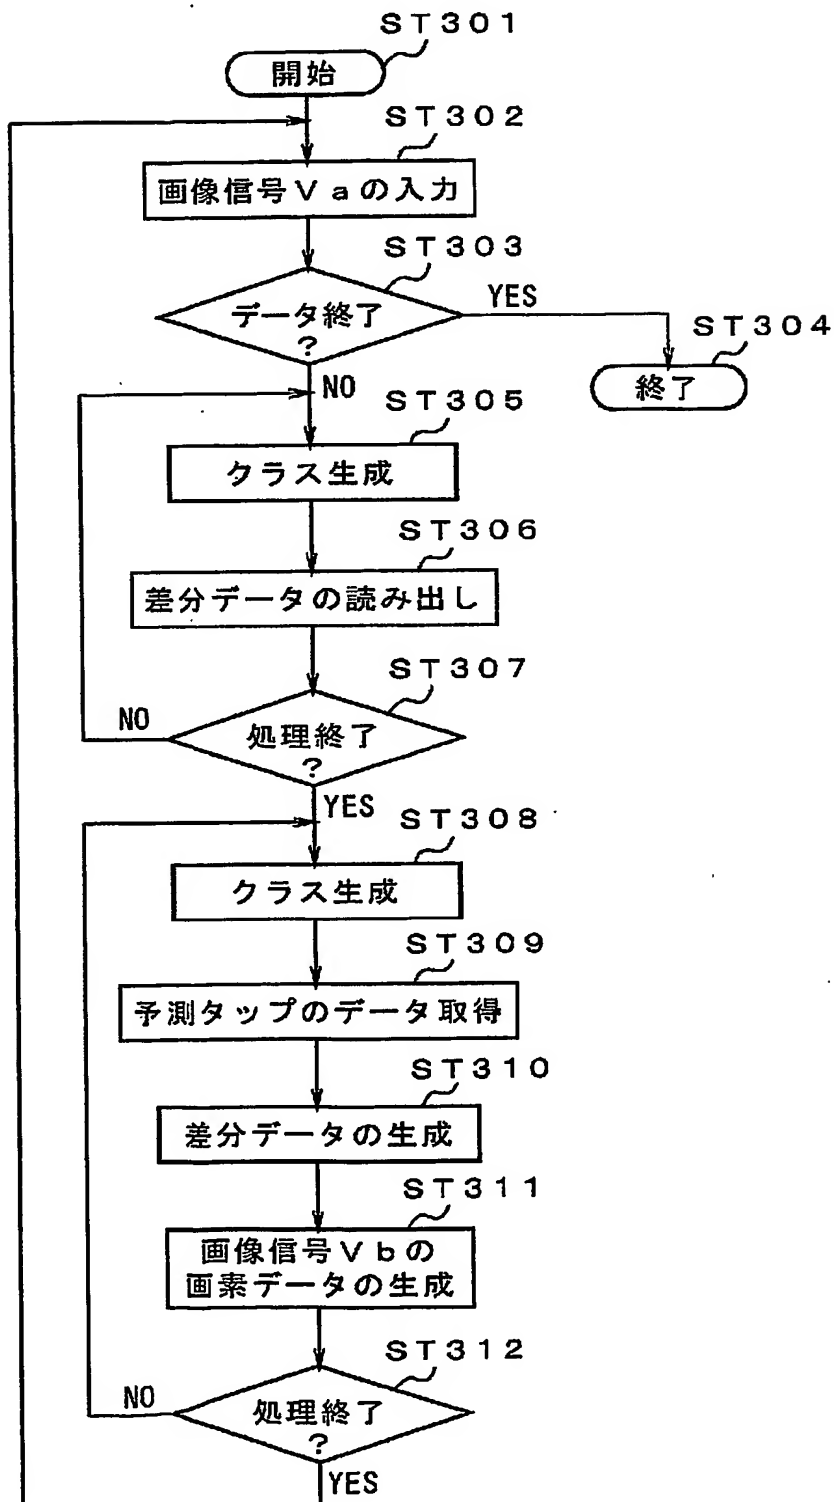 ST301
開始
ST302
画像信号Vaの入力
ST303
データ終了
?
YES
ST304
終了
NO
ST305
クラス生成
ST306
差分データの読み出し
ST307
NO
処理終了
?
YES
ST308
クラス生成
ST309
予測タップのデータ取得
ST310
差分データの生成
ST311
画像信号Vbの
画素データの生成
ST312
NO
処理終了
?
YES